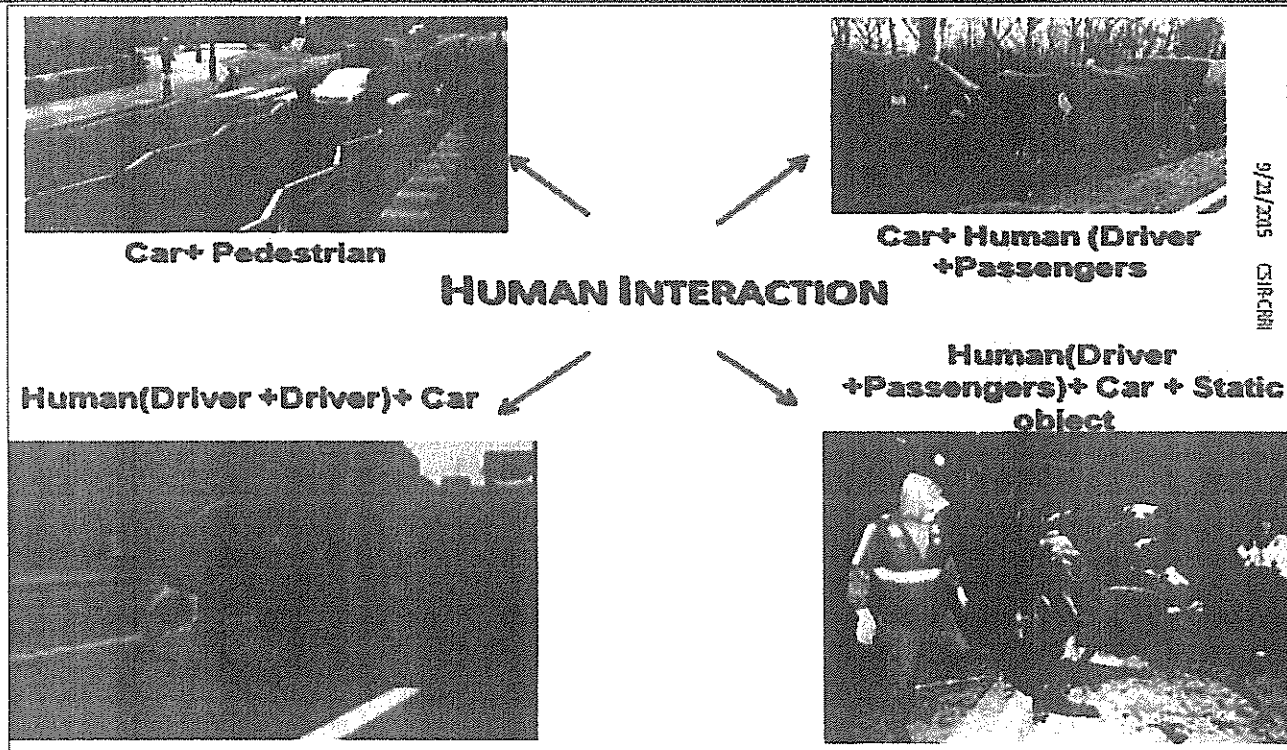 Car+ Pedestrian
Car+ Human (Driver
+Passengers
HUMAN INTERACTION
Human(Driver +Driver)+ Car
Human(Driver
+Passengers)+ Car + Static
object
9/21/2015 CSIR-CRRI